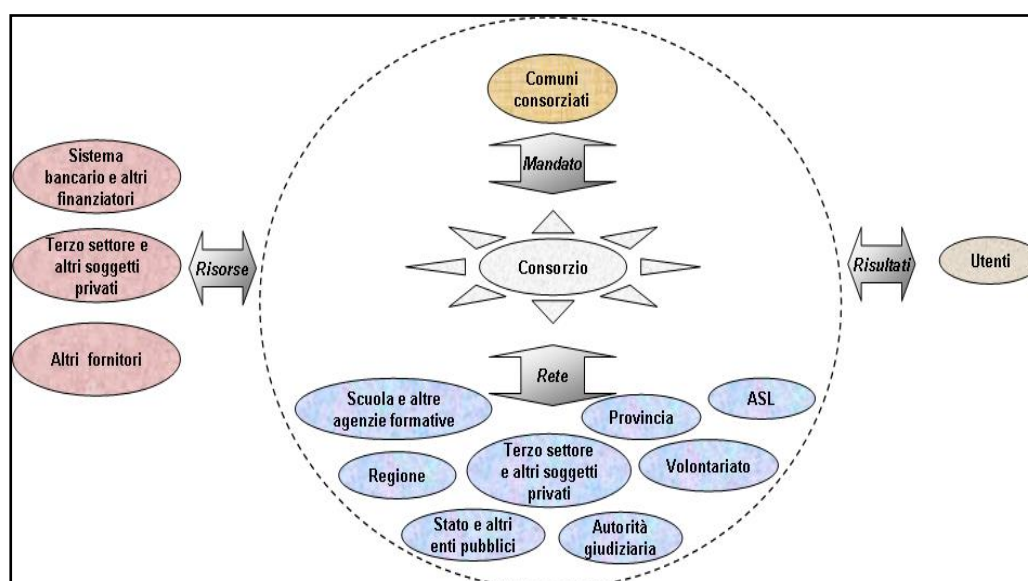 Comuni
consorziati
Mandato
Sistema
bancario e altri
finanziatori
Terzo settore e
altri soggetti
privati
Altri fornitori
Risorse
Consorzio
Risultati
Utenti
Rete
Scuola e altre
agenzie formative
Provincia
ASL
Regione
Terzo settore
e altri soggetti
privati
Volontariato
Stato e altri
enti pubblici
Autorità
giudiziaria